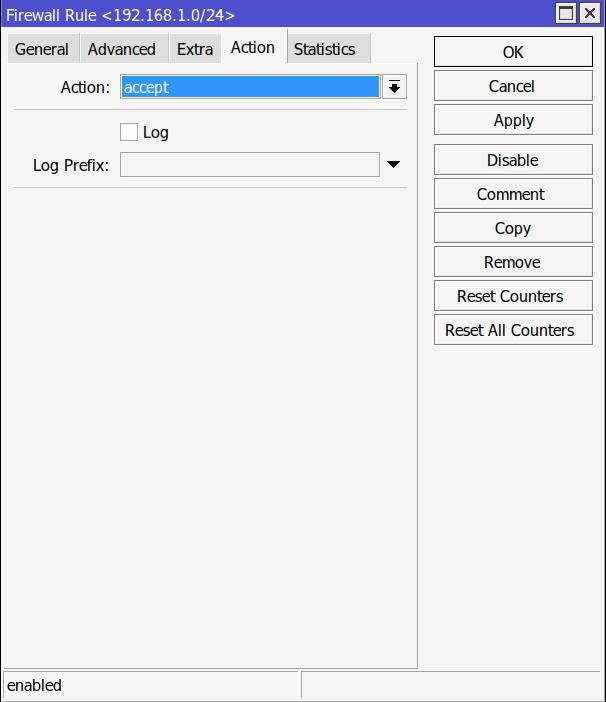 Firewall Rule <192.168.1.0/24>
General Advanced Extra Action Statistics
Action: accept
Log
Log Prefix:
OK
Cancel
Apply
Disable
Comment
Copy
Remove
Reset Counters
Reset All Counters
enabled